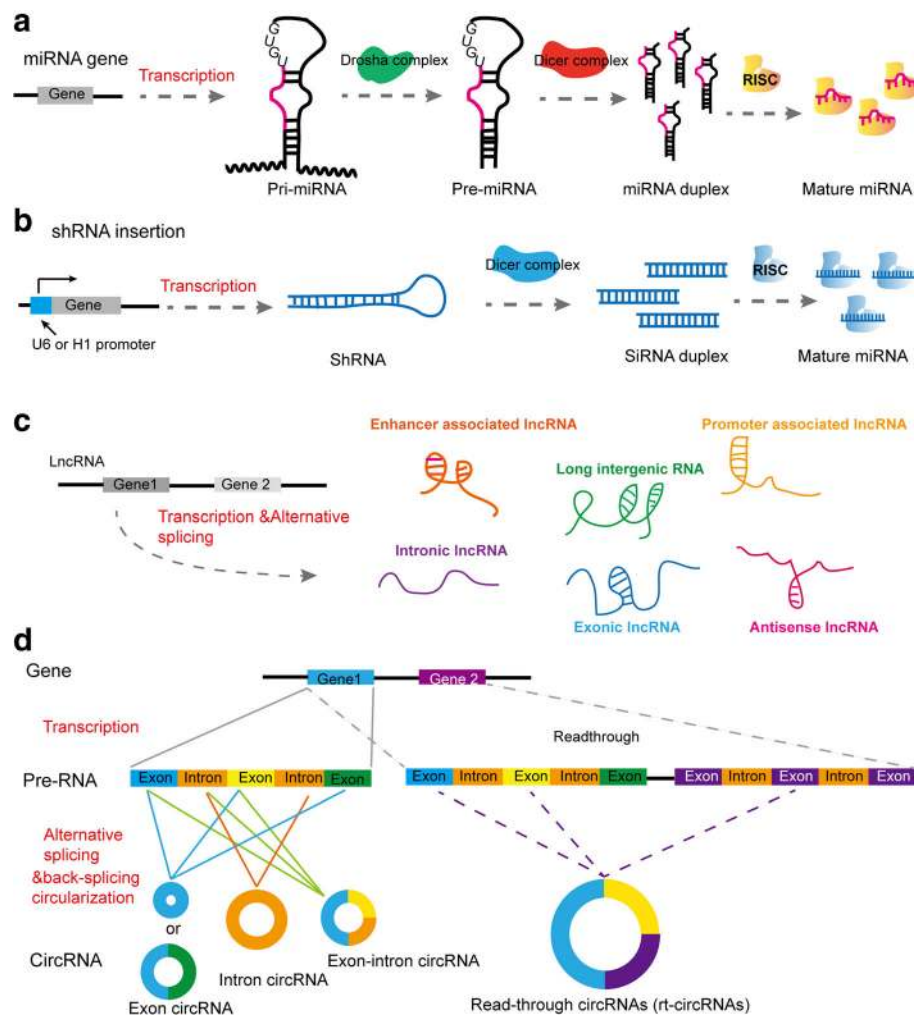 a
miRNA gene
Gene
Transcription
GUGU
Pri-miRNA
Drosha complex
GUGU
Pre-miRNA
Dicer complex
miRNA duplex
RISC
Mature miRNA
b
shRNA insertion
Gene
U6 or H1 promoter
Transcription
ShRNA
Dicer complex
SiRNA duplex
RISC
Mature miRNA
c
LncRNA
Gene1
Gene 2
Transcription &Alternative
splicing
Enhancer associated lncRNA
Promoter associated lncRNA
Long intergenic RNA
Intronic lncRNA
Exonic lncRNA
Antisense lncRNA
d
Gene
Gene1
Gene 2
Transcription
Readthrough
Pre-RNA
Exon Intron Exon Intron Exon
Exon Intron Exon Intron Exon
Exon Intron Exon Intron Exon
Alternative
splicing
&back-splicing
circularization
or
CircRNA
Exon circRNA
Intron circRNA
Exon-intron circRNA
Read-through circRNAs (rt-circRNAs)